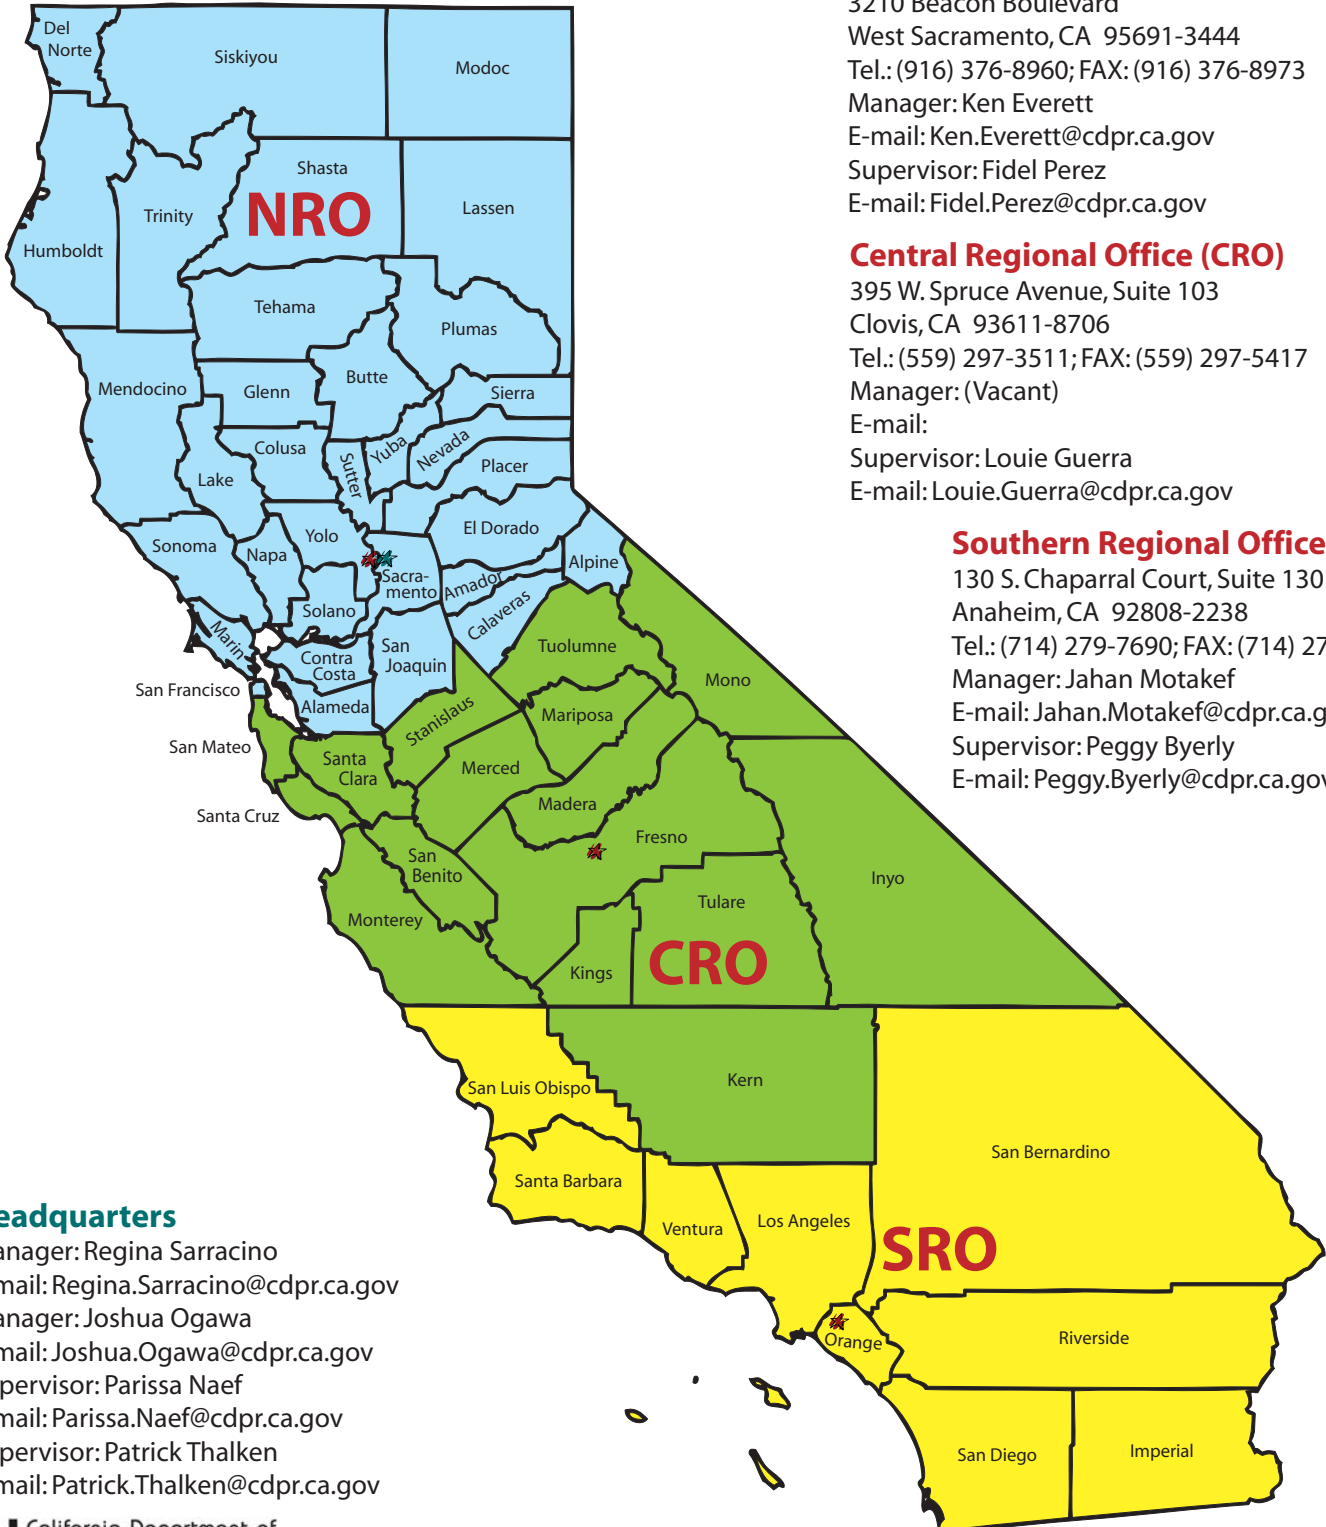 3210 Beacon Boulevard
West Sacramento, CA 95691-3444
Tel.: (916) 376-8960; FAX: (916) 376-8973
Manager: Ken Everett
E-mail: Ken.Everett@cdpr.ca.gov
Supervisor: Fidel Perez
E-mail: Fidel.Perez@cdpr.ca.gov
Central Regional Office (CRO)
395 W. Spruce Avenue, Suite 103
Clovis, CA 93611-8706
Tel.: (559) 297-3511; FAX: (559) 297-5417
Manager: (Vacant)
E-mail:
Supervisor: Louie Guerra
E-mail: Louie.Guerra@cdpr.ca.gov
Southern Regional Office
130 S. Chaparral Court, Suite 130
Anaheim, CA 92808-2238
Tel.: (714) 279-7690; FAX: (714) 27
Manager: Jahan Motakef
E-mail: Jahan.Motakef@cdpr.ca.g
Supervisor: Peggy Byerly
E-mail: Peggy.Byerly@cdpr.ca.gov
Del
Norte
Siskiyou
Modoc
Shasta
NRO
Trinity
Lassen
Humboldt
Tehama
Plumas
Mendocino
Glenn
Butte
Sierra
Colusa
Lake
Sutter
Yuba
Nevada
Placer
El Dorado
Yolo
Sonoma
Napa
Sacra-
mento
Amador
Alpine
Solano
Calaveras
Marin
San
Joaquin
Contra
Costa
Tuolumne
Mono
San Francisco
Alameda
Stanislaus
Mariposa
San Mateo
Santa
Clara
Merced
Madera
Santa Cruz
Fresno
San
Benito
Inyo
Tulare
Monterey
CRO
Kings
Kern
San Luis Obispo
San Bernardino
Santa Barbara
Ventura
Los Angeles
SRO
Orange
Riverside
San Diego
Imperial
eadquarters
anager: Regina Sarracino
mail: Regina.Sarracino@cdpr.ca.gov
anager: Joshua Ogawa
mail: Joshua.Ogawa@cdpr.ca.gov
pervisor: Parissa Naef
mail: Parissa.Naef@cdpr.ca.gov
pervisor: Patrick Thalken
mail: Patrick.Thalken@cdpr.ca.gov
California Department of